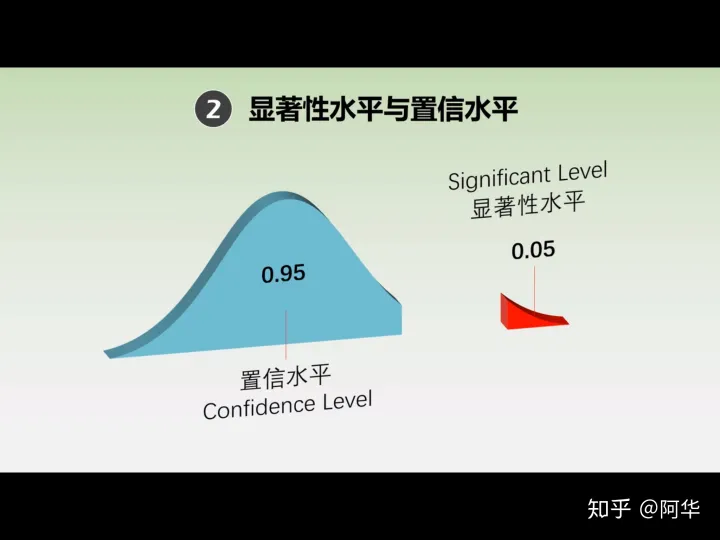 2 显著性水平与置信水平
Significant Level
显著性水平
0.05
0.95
置信水平
Confidence Level
知乎 @阿华